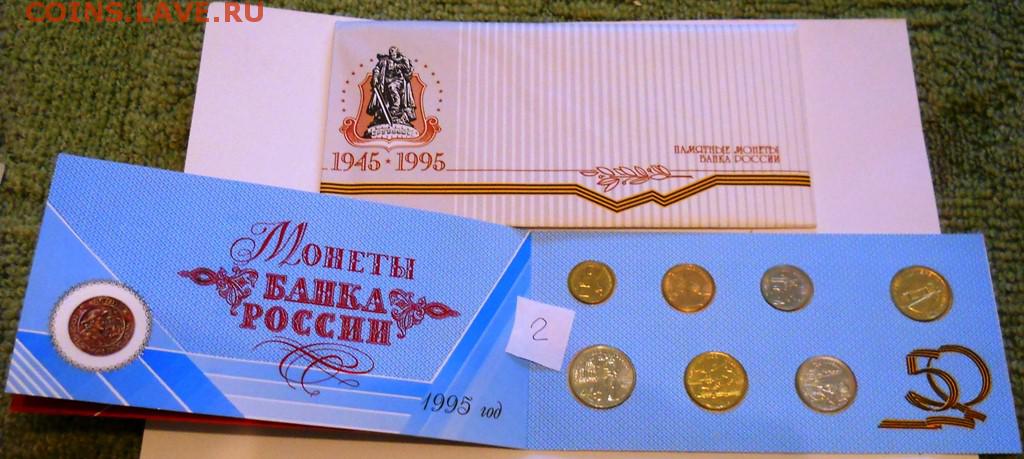 COINS.LAVE.RU
1945 ★ 1995
ПАМЯТНЫЕ МОНЕТЫ
БАНКА РОССИИ
Монеты
БАНКА
РОССИИ
1995 год
2
50